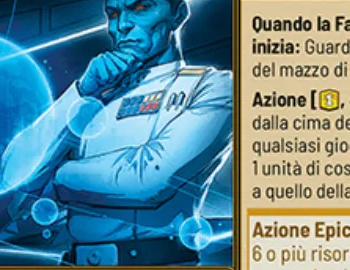 Quando la Fa
inizia: Guard
del mazzo di
Azione [1,
dalla cima de
qualsiasi gio
1 unità di cos
a quello della
Azione Epic
6 o più risor